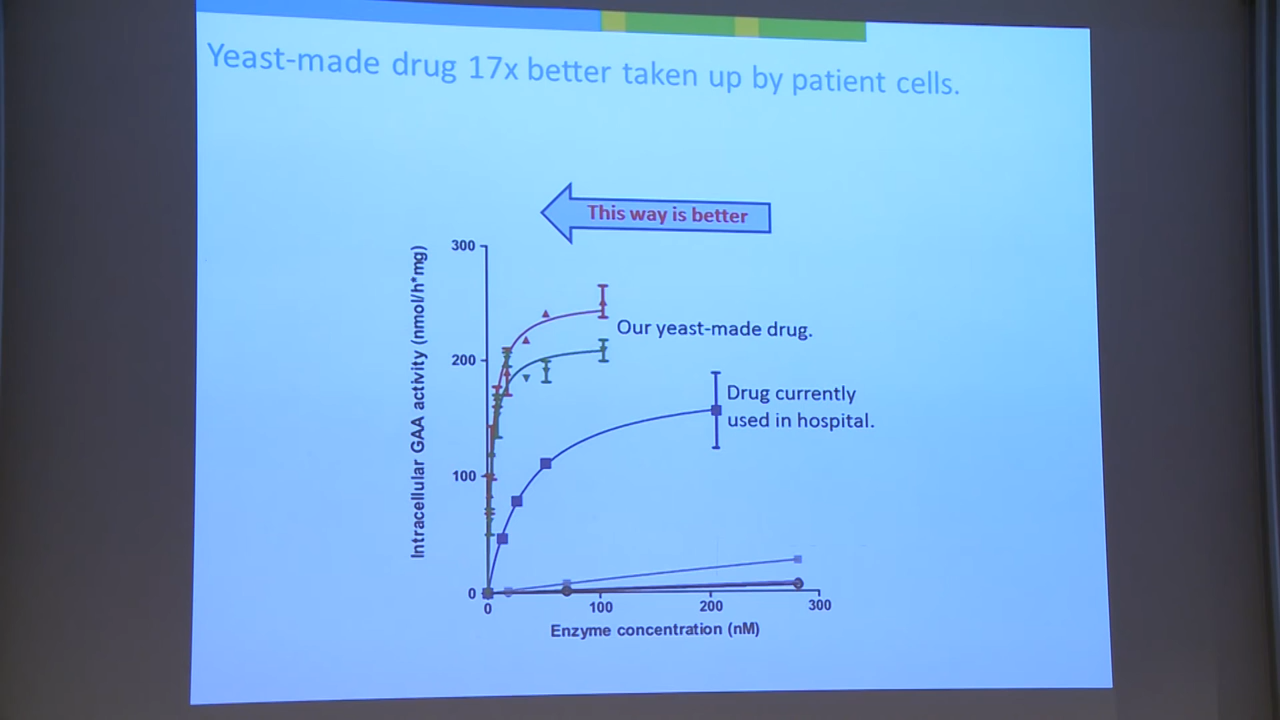 Yeast-made drug 17x better taken up by patient cells.
This way is better
Intracellular GAA activity (nmol/h*mg)
300
200
100
0
Our yeast-made drug.
Drug currently
used in hospital.
0
100
200
300
Enzyme concentration (nM)